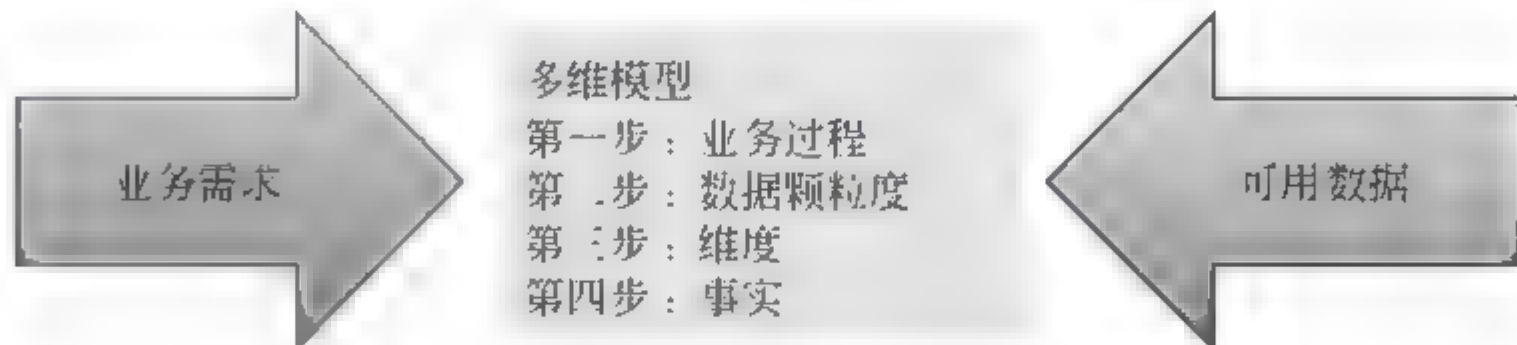 业务需求
多维模型
第一步：业务过程
第二步：数据颗粒度
第三步：维度
第四步：事实
可用数据